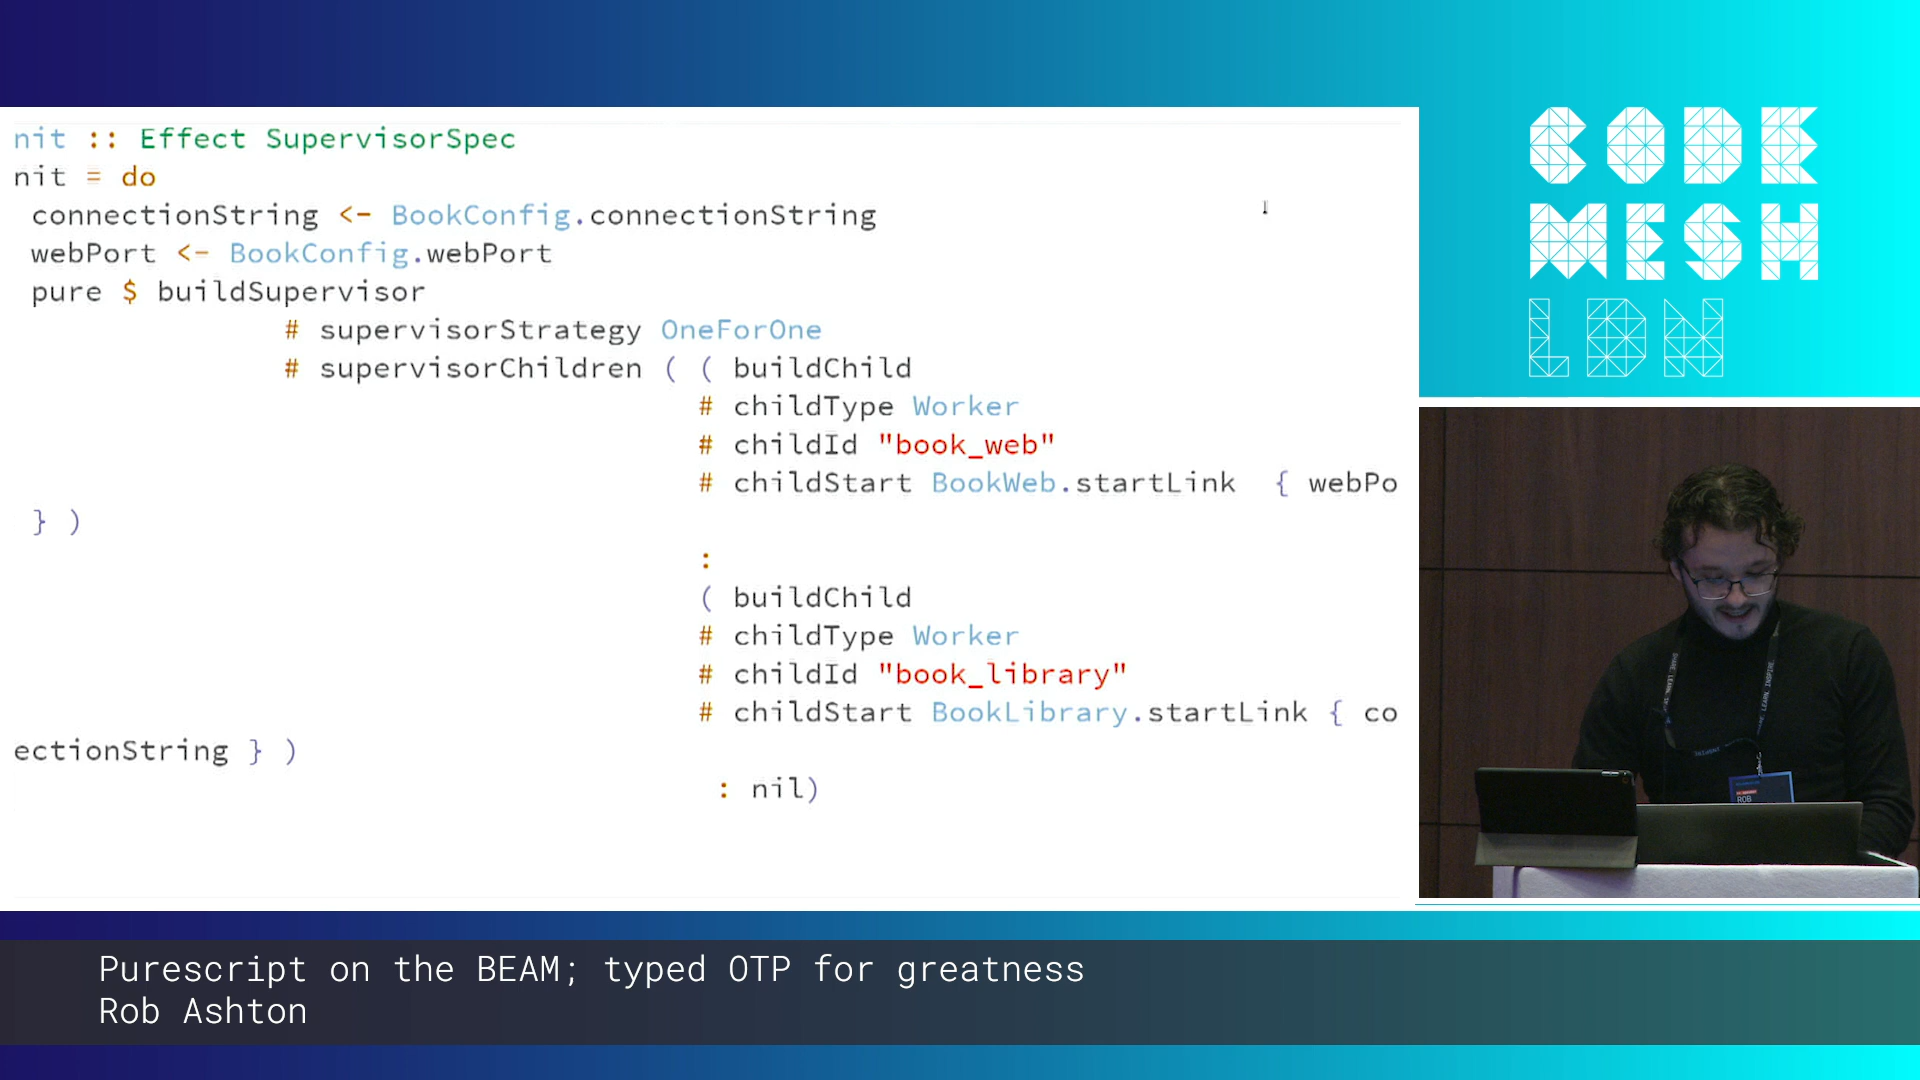 nit :: Effect SupervisorSpec
nit = do
connectionString <- BookConfig.connectionString
webPort <- BookConfig.webPort
pure $ buildSupervisor
# supervisorStrategy OneForOne
# supervisorChildren ( ( buildChild
# childType Worker
# childId "book_web"
# childStart BookWeb.startLink { webPo
} )
:
( buildChild
# childType Worker
# childId "book_library"
# childStart BookLibrary.startLink { co
ectionString } )
: nil)
CODE
MESH
LDN
ROB
Purescript on the BEAM; typed OTP for greatness
Rob Ashton